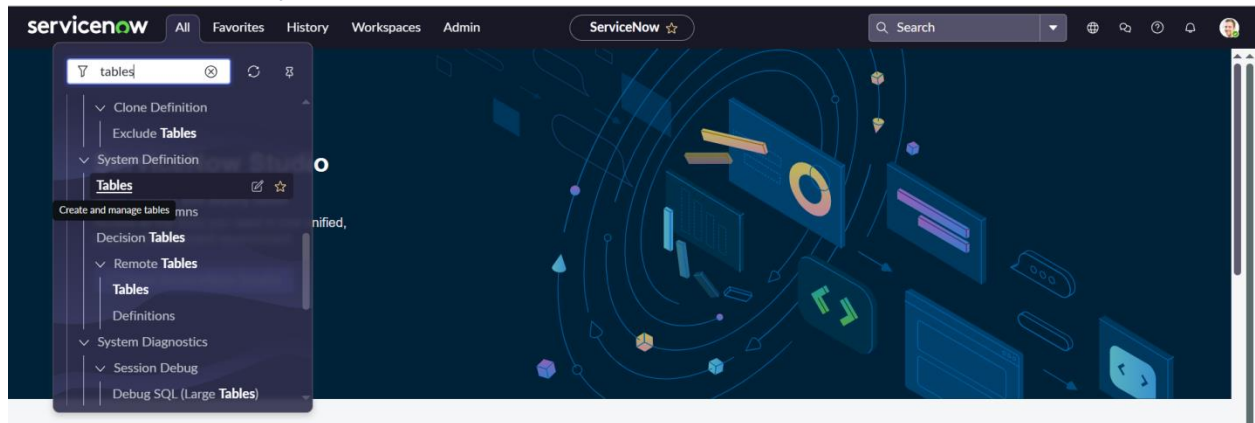 servicenow All Favorites History Workspaces Admin ServiceNow Search
tables
Clone Definition
Exclude Tables
System Definition
Tables
Create and manage tables mns
nified,
Decision Tables
Remote Tables
Tables
Definitions
System Diagnostics
Session Debug
Debug SQL (Large Tables)